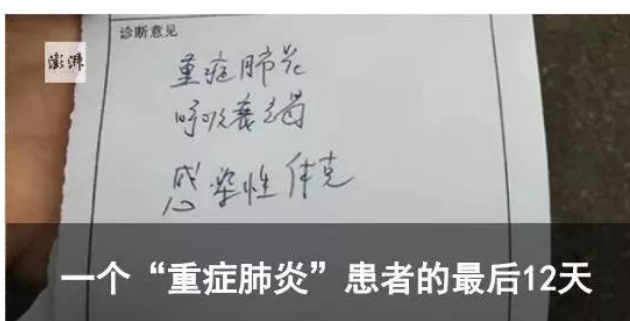 诊断意见
澎湃
重症肺炎
呼吸衰竭
感染性休克
一个“重症肺炎”患者的最后12天